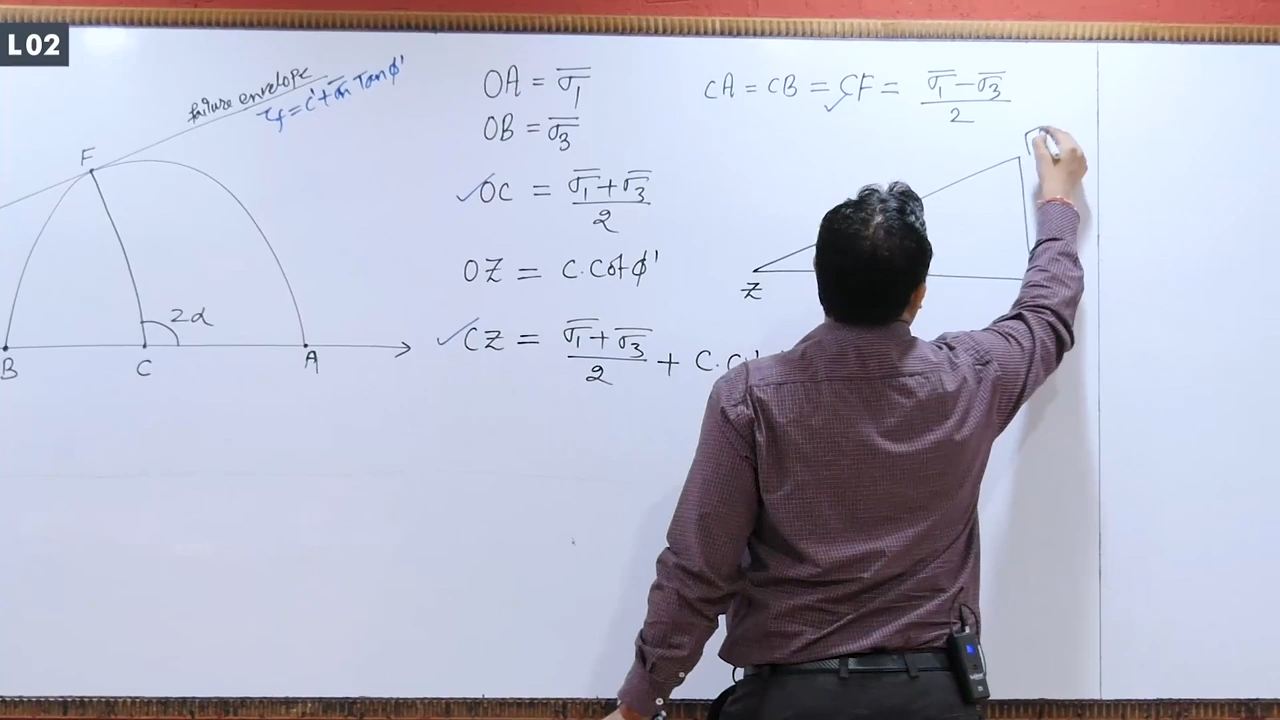 L02
failure envelope
τf = c' + σ̄n Tanφ'
F
2α
B
C
A
OA = σ̄1
OB = σ̄3
✓OC = σ̄1 + σ̄3 / 2
OZ = C.Cotφ'
✓CZ = σ̄1 + σ̄3 / 2 + C.C
CA = CB = ✓CF = σ̄1 - σ̄3 / 2
Z